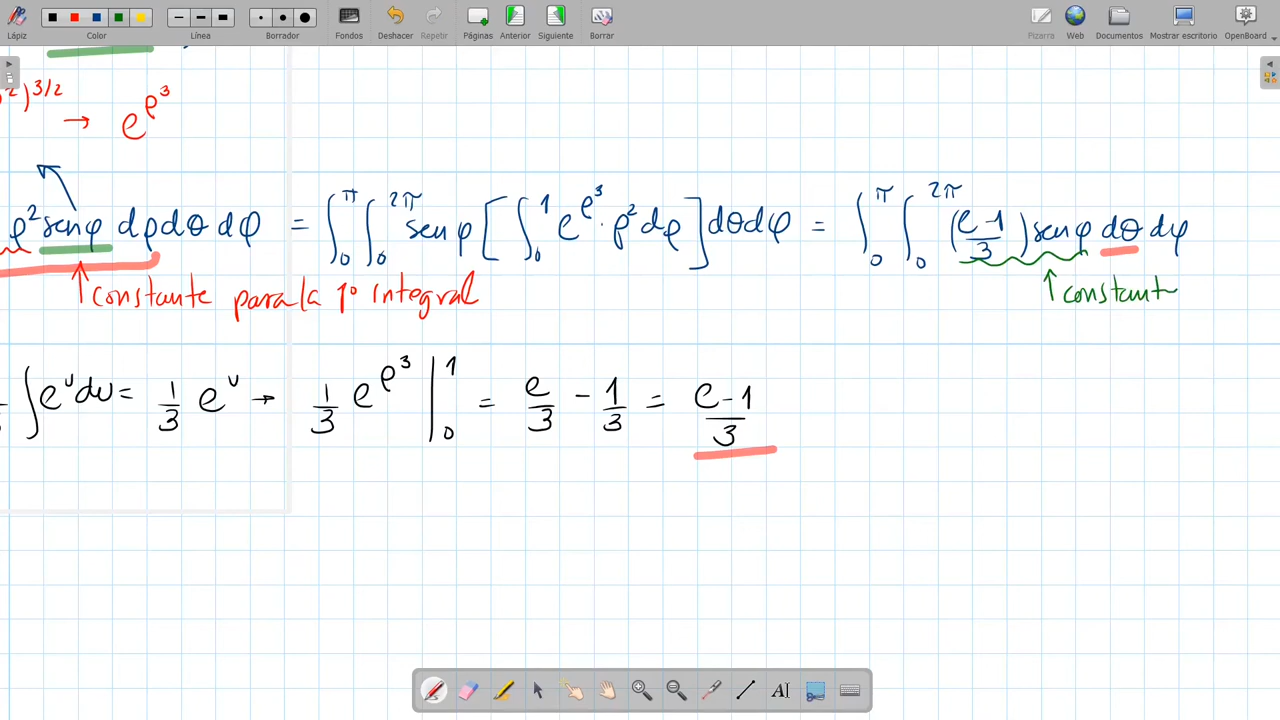 Lápiz Color Línea Borrador Fondos Deshacer Repetir Páginas Anterior Siguiente Borrar Pizarra Web Documentos Mostrar escritorio OpenBoard
²)^{3/2} → e^{ρ³}
ρ² senφ dρ dθ dφ = ∫₀^π ∫₀^{2π} senφ [ ∫₀^1 e^{ρ³} · ρ² dρ ] dθ dφ = ∫₀^π ∫₀^{2π} (e-1/3) senφ dθ dφ
↑ constante para la 1º integral
↑ constant
∫ e^u du = 1/3 e^u → 1/3 e^{ρ³} |₀^1 = e/3 - 1/3 = e-1/3